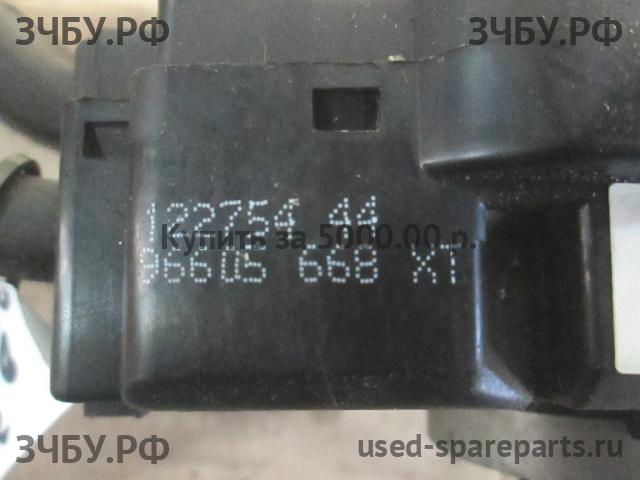 ЗЧБУ.РФ ЗЧБУ.РФ
122754 44
Купить за 5000.00 р.
96605 668 XT
ЗЧБУ.РФ used-spareparts.ru